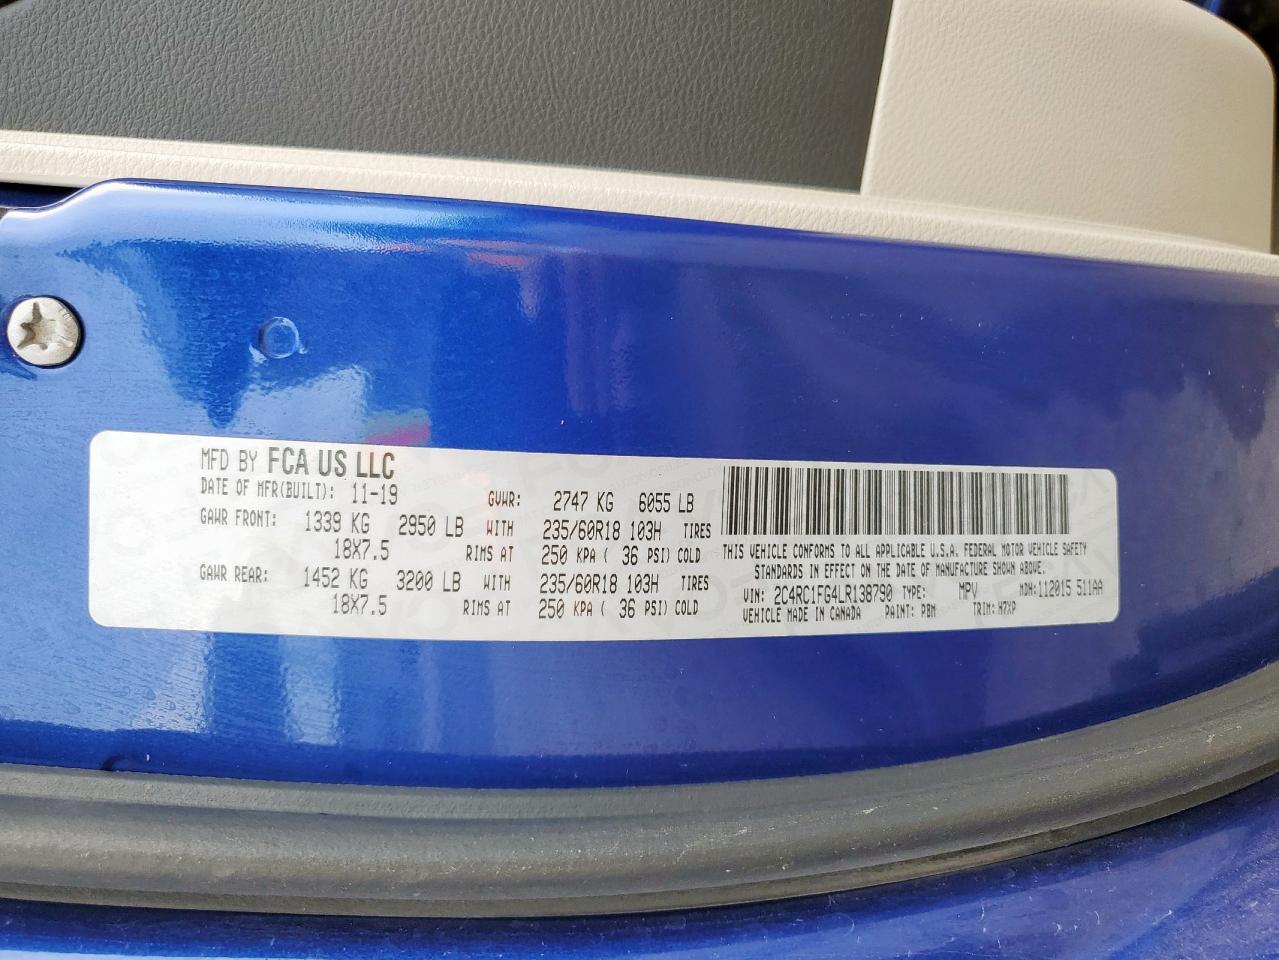 MFD BY FCA US LLC
DATE OF MFR(BUILT): 11-19 GVWR: 2747 KG 6055 LB
GAWR FRONT: 1339 KG 2950 LB WITH 235/60R18 103H TIRES
18X7.5 RIMS AT 250 KPA ( 36 PSI) COLD
GAWR REAR: 1452 KG 3200 LB WITH 235/60R18 103H TIRES
18X7.5 RIMS AT 250 KPA ( 36 PSI) COLD
THIS VEHICLE CONFORMS TO ALL APPLICABLE U.S.A. FEDERAL MOTOR VEHICLE SAFETY
STANDARDS IN EFFECT ON THE DATE OF MANUFACTURE SHOWN ABOVE.
VIN: 2C4RC1FG4LR138790 TYPE: MPV MDH:112015 511AA
VEHICLE MADE IN CANADA PAINT: PBM TRIM: H7XP